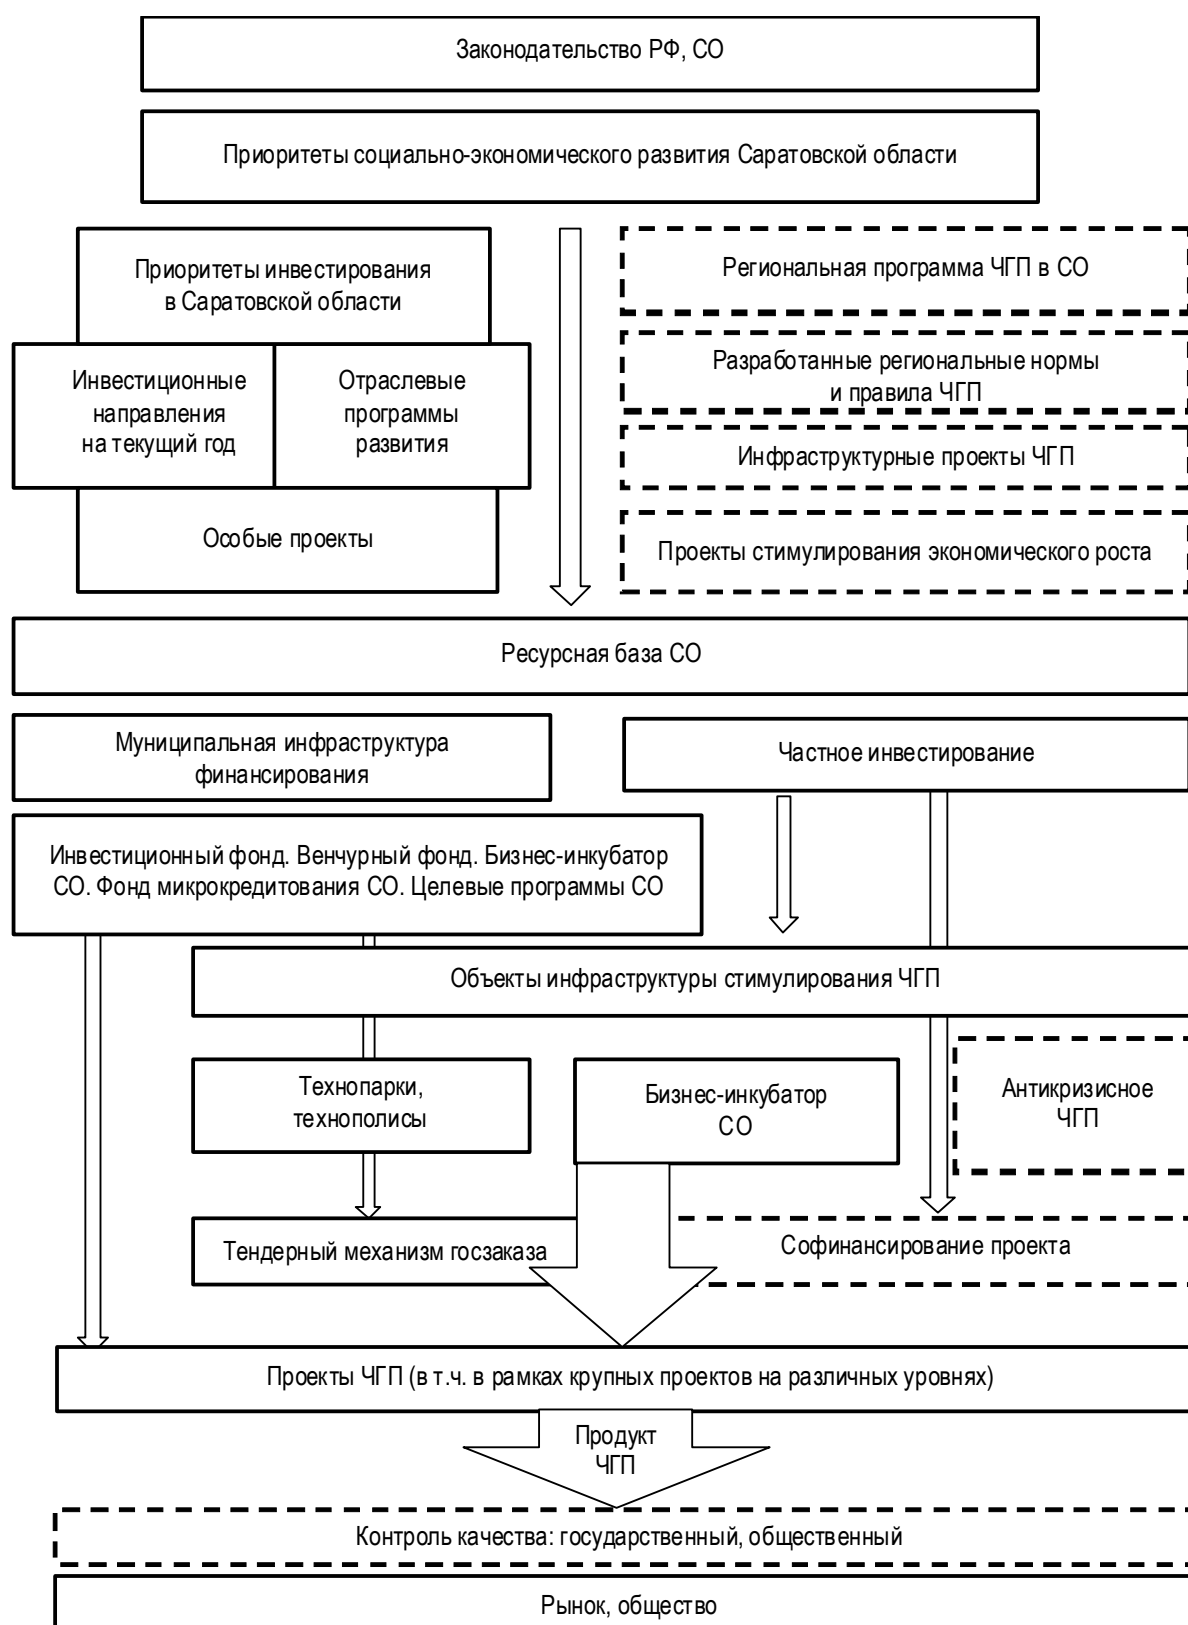 Законодательство РФ, СО
Приоритеты социально-экономического развития Саратовской области
Приоритеты инвестирования
в Саратовской области
Инвестиционные
направления
на текущий год
Отраслевые
программы
развития
Особые проекты
Региональная программа ЧГП в СО
Разработанные региональные нормы
и правила ЧГП
Инфраструктурные проекты ЧГП
Проекты стимулирования экономического роста
Ресурсная база СО
Муниципальная инфраструктура
финансирования
Частное инвестирование
Инвестиционный фонд. Венчурный фонд. Бизнес-инкубатор
СО. Фонд микрокредитования СО. Целевые программы СО
Объекты инфраструктуры стимулирования ЧГП
Технопарки,
технополисы
Бизнес-инкубатор
СО
Антикризисное
ЧГП
Тендерный механизм госзаказа
Софинансирование проекта
Проекты ЧГП (в т.ч. в рамках крупных проектов на различных уровнях)
Продукт
ЧГП
Контроль качества: государственный, общественный
Рынок, общество